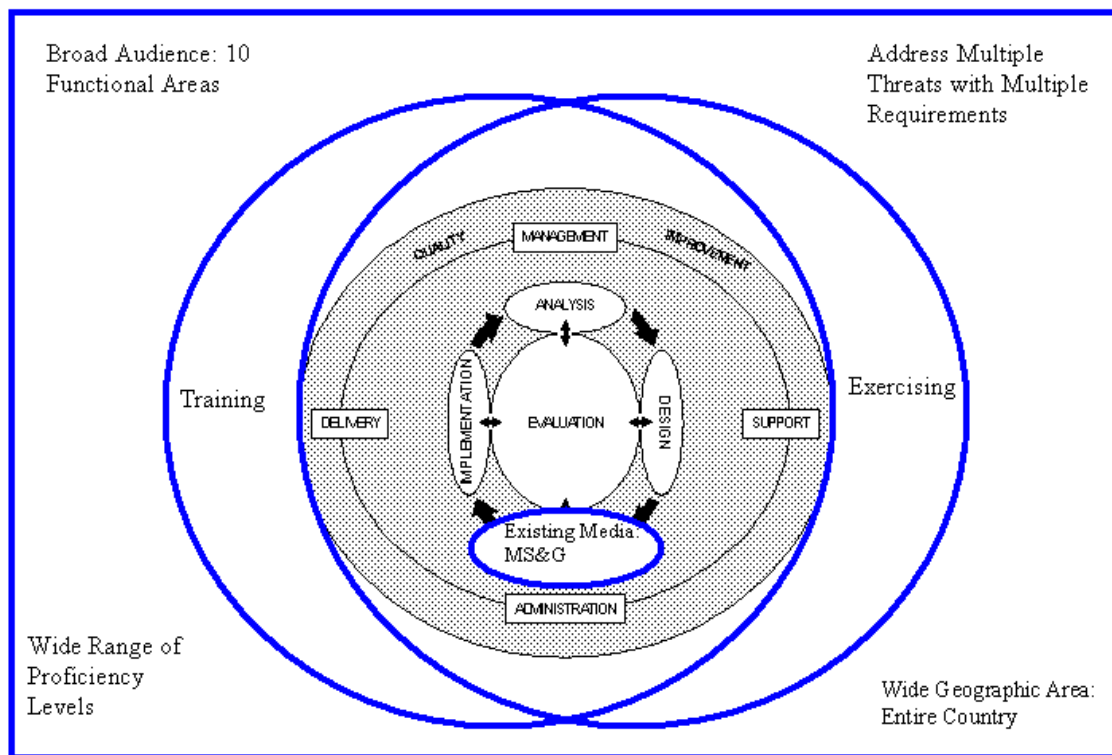 Broad Audience: 10
Functional Areas
Address Multiple
Threats with Multiple
Requirements
QUALITY
MANAGEMENT
IMPROVEMENT
ANALYSIS
Training
DELIVERY
IMPLEMENTATION
EVALUATION
DESIGN
SUPPORT
Exercising
Existing Media:
MS&G
ADMINISTRATION
Wide Range of
Proficiency
Levels
Wide Geographic Area:
Entire Country